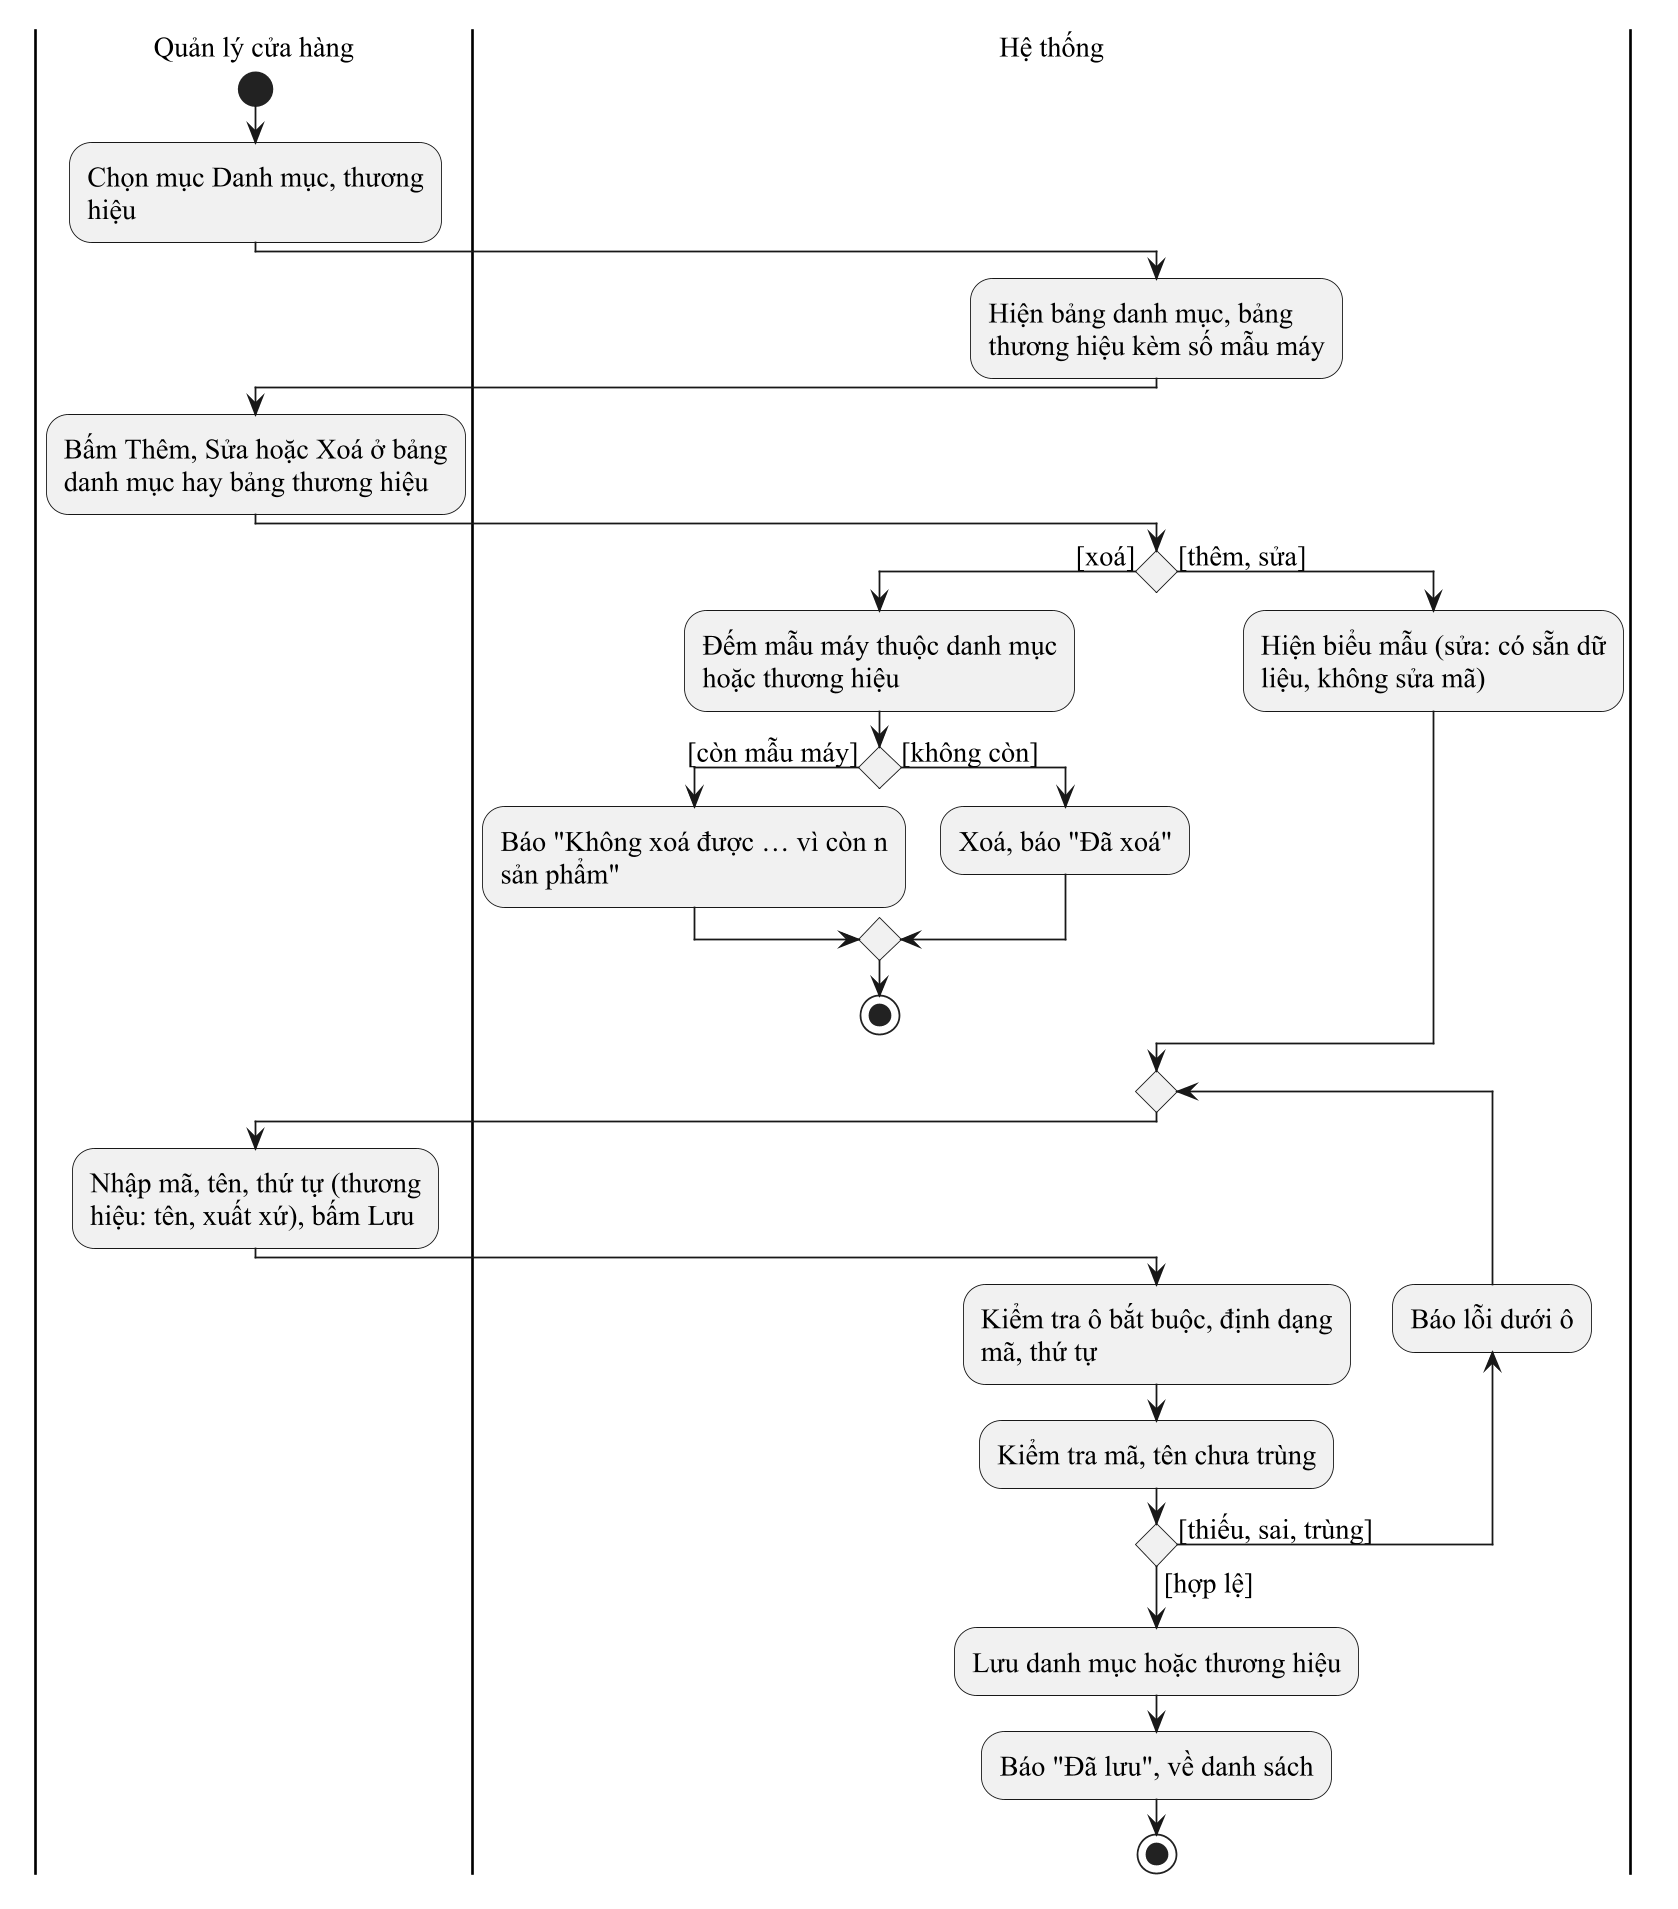 Quản lý cửa hàng
Hệ thống
Chọn mục Danh mục, thương
hiệu
Hiện bảng danh mục, bảng
thương hiệu kèm số mẫu máy
Bấm Thêm, Sửa hoặc Xoá ở bảng
danh mục hay bảng thương hiệu
[xoá]
[thêm, sửa]
Đếm mẫu máy thuộc danh mục
hoặc thương hiệu
Hiện biểu mẫu (sửa: có sẵn dữ
liệu, không sửa mã)
[còn mẫu máy]
[không còn]
Báo "Không xoá được … vì còn n
sản phẩm"
Xoá, báo "Đã xoá"
Nhập mã, tên, thứ tự (thương
hiệu: tên, xuất xứ), bấm Lưu
Kiểm tra ô bắt buộc, định dạng
mã, thứ tự
Báo lỗi dưới ô
Kiểm tra mã, tên chưa trùng
[thiếu, sai, trùng]
[hợp lệ]
Lưu danh mục hoặc thương hiệu
Báo "Đã lưu", về danh sách